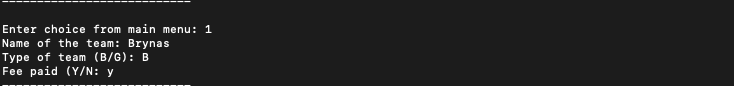 ---------------------------
Enter choice from main menu: 1
Name of the team: Brynas
Type of team (B/G): B
Fee paid (Y/N: y
---------------------------